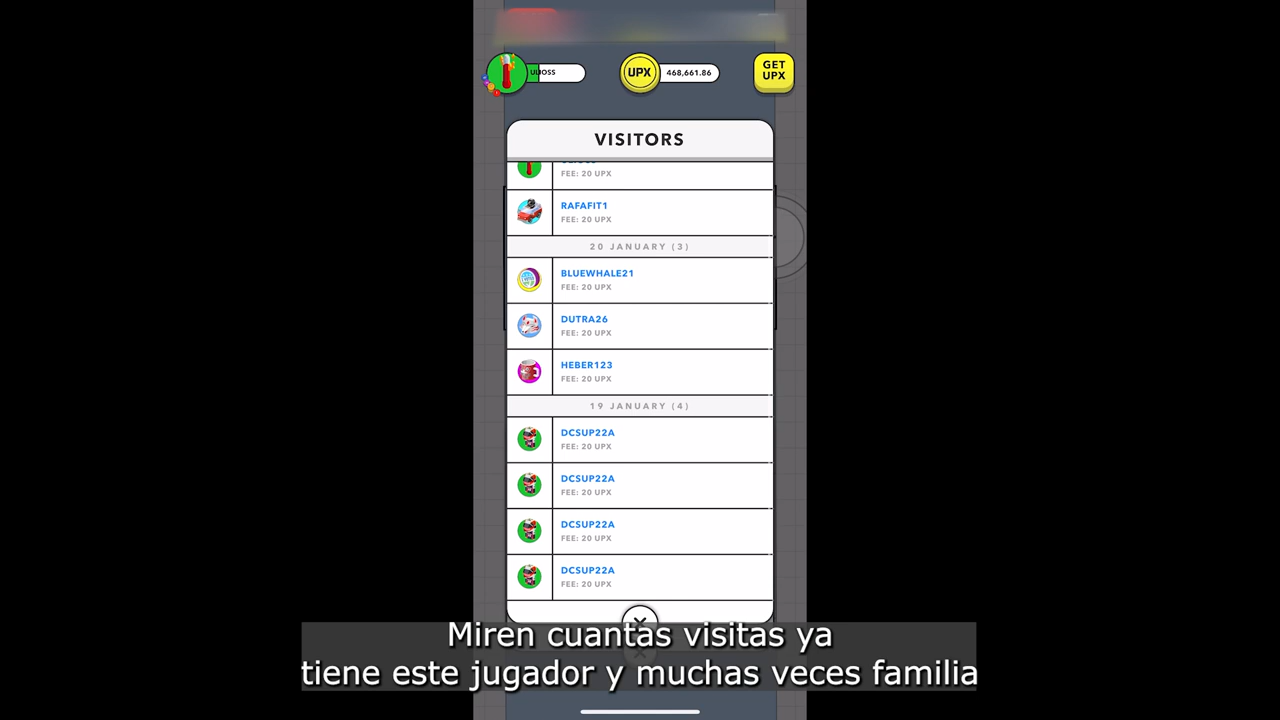 ULIOSS
UPX
468,661.86
GET
UPX
VISITORS
FEE: 20 UPX
RAFAFIT1
FEE: 20 UPX
20 JANUARY (3)
BLUEWHALE21
FEE: 20 UPX
DUTRA26
FEE: 20 UPX
HEBER123
FEE: 20 UPX
19 JANUARY (4)
DCSUP22A
FEE: 20 UPX
DCSUP22A
FEE: 20 UPX
DCSUP22A
FEE: 20 UPX
DCSUP22A
FEE: 20 UPX
Miren cuantas visitas ya
tiene este jugador y muchas veces familia